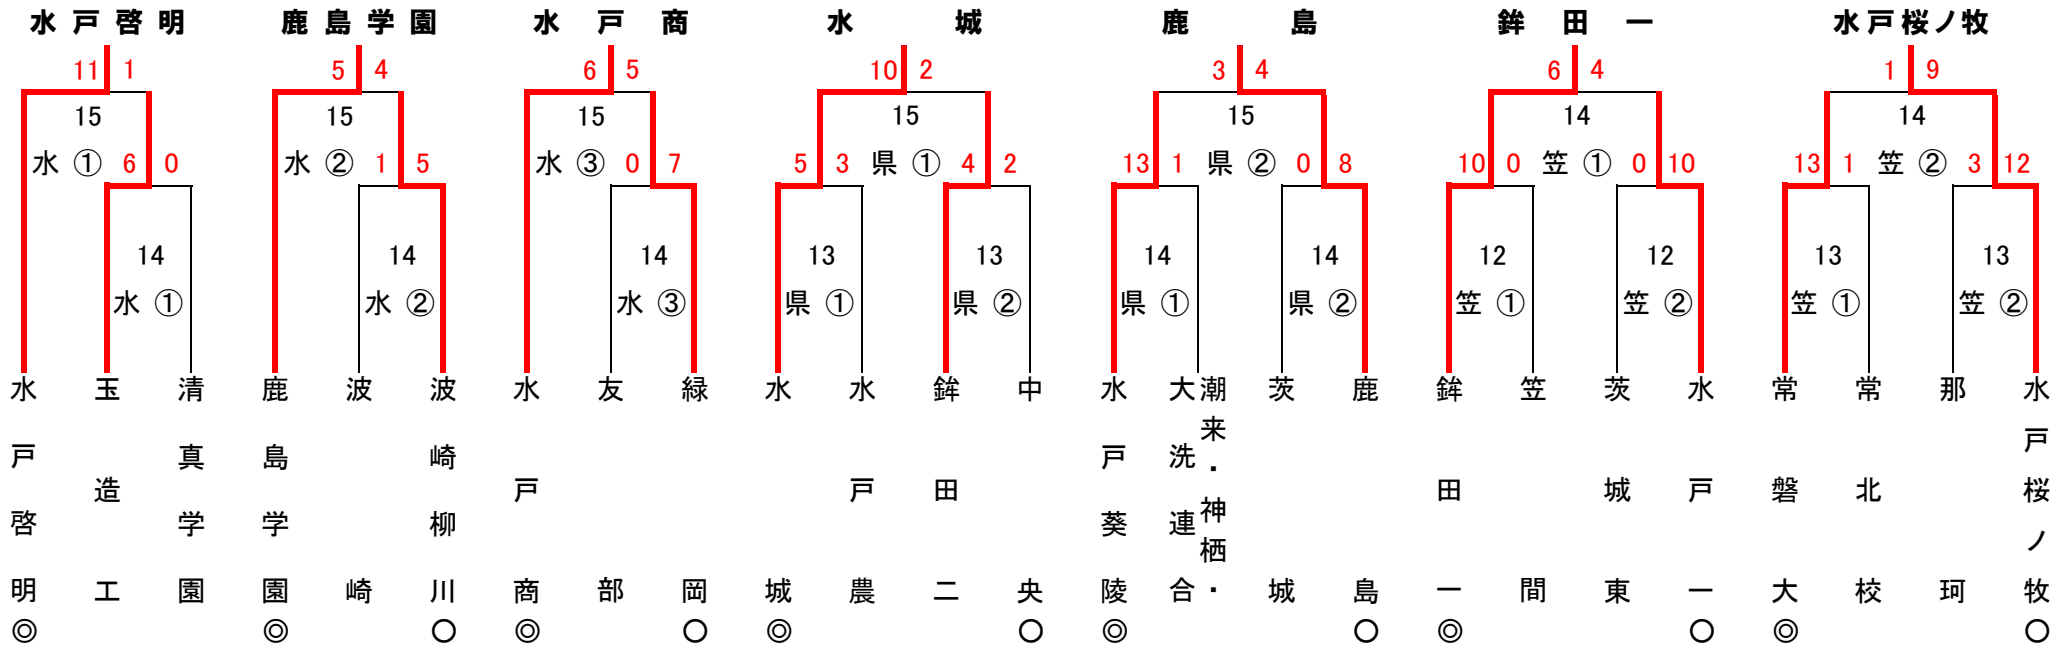 水戸啓明 鹿島学園 水戸商 水城 鹿島 鉾田一 水戸桜ノ牧
11 1 5 4 6 5 10 2 3 4 6 4 1 9
15 15 15 15 15 14 14
水 ① 6 0 水 ② 1 5 水 ③ 0 7 5 3 県 ① 4 2 13 1 県 ② 0 8 10 0 笠 ① 0 10 13 1 笠 ② 3 12
14 14 14 13 13 14 14 12 12 13 13
水 ① 水 ② 水 ③ 県 ① 県 ② 県 ① 県 ② 笠 ① 笠 ② 笠 ① 笠 ②
水戸啓明
玉造工
清真学園
鹿島学園
波崎
波崎柳川
水戸商
友部
緑岡
水城
水戸農
鉾田二
中央
水戸葵陵
潮来・神栖・
大洗連合
茨城
鹿島
鉾田一
笠間
茨城東
水戸一
常磐大
常北校
那珂
水戸桜ノ牧
◎ ◎ ○ ◎ ○ ◎ ○ ◎ ○ ◎ ○ ◎ ○